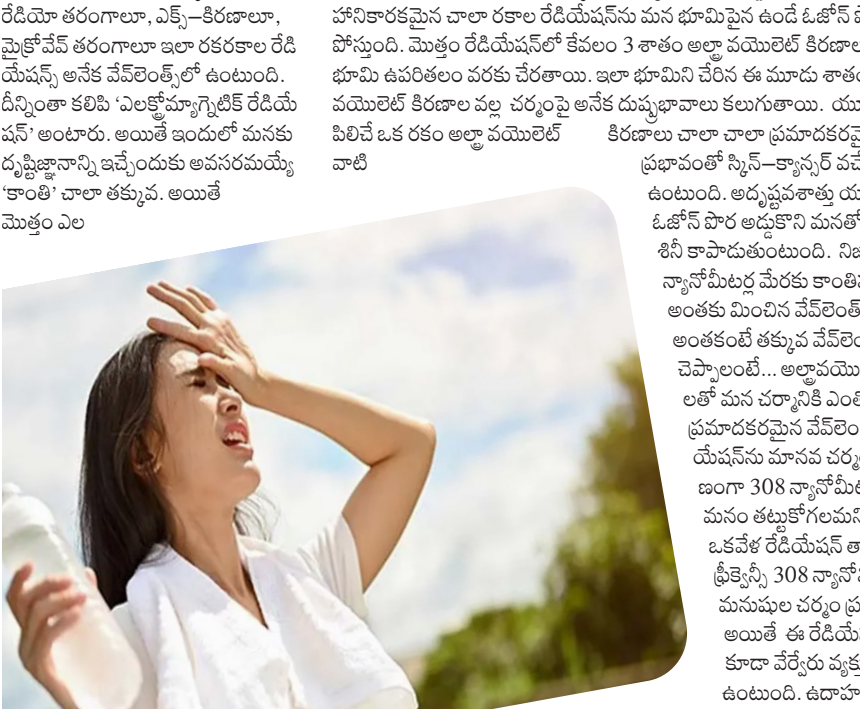 రేడియో తరంగాలూ, ఎక్స్–కిరణాలూ,
మైక్రోవేవ్ తరంగాలూ ఇలా రకరకాల రేడి
యేషన్స్ అనేక వేవ్‌లెంత్స్‌లో ఉంటుంది.
దీన్నింతా కలిపి ‘ఎలక్ట్రోమ్యాగ్నెటిక్ రేడియే
షన్’ అంటారు. అయితే ఇందులో మనకు
దృష్టిజ్ఞానాన్ని ఇచ్చేందుకు అవసరమయ్యే
‘కాంతి’ చాలా తక్కువ. అయితే
మొత్తం ఎల
హానికారకమైన చాలా రకాల రేడియేషన్‌ను మన భూమిపైన ఉండే ఓజోన్
పోస్తుంది. మొత్తం రేడియేషన్‌లో కేవలం 3 శాతం అల్ట్రా వయొలెట్ కిరణాల
భూమి ఉపరితలం వరకు చేరతాయి. ఇలా భూమిని చేరిన ఈ మూడు శాతం
వయొలెట్ కిరణాల వల్ల చర్మంపై అనేక దుష్ప్రభావాలు కలుగుతాయి. యు
పిలిచే ఒక రకం అల్ట్రా వయొలెట్ కిరణాలు చాలా చాలా ప్రమాదకరమై
వాటి ప్రభావంతో స్కిన్–క్యాన్సర్ వచ్చే
ఉంటుంది. అదృష్టవశాత్తు యు
ఓజోన్ పొర అడ్డుకొని మనతో
శినీ కాపాడుతుంటుంది. నిజ
న్యానోమీటర్ల మేరకు కాంతి
అంతకు మించిన వేవ్‌లెంత్
అంతకంటే తక్కువ వేవ్‌లెం
చెప్పాలంటే... అల్ట్రావయొ
లతో మన చర్మానికి ఎంతో
ప్రమాదకరమైన వేవ్‌లెం
యేషన్‌ను మానవ చర్మ
ణంగా 308 న్యానోమీట
మనం తట్టుకోగలమని
ఒకవేళ రేడియేషన్ తా
ఫ్రీక్వెన్సీ 308 న్యానో
మనుషుల చర్మం ప్ర
అయితే ఈ రేడియే
కూడా వేర్వేరు వ్యక్తు
ఉంటుంది. ఉదాహ